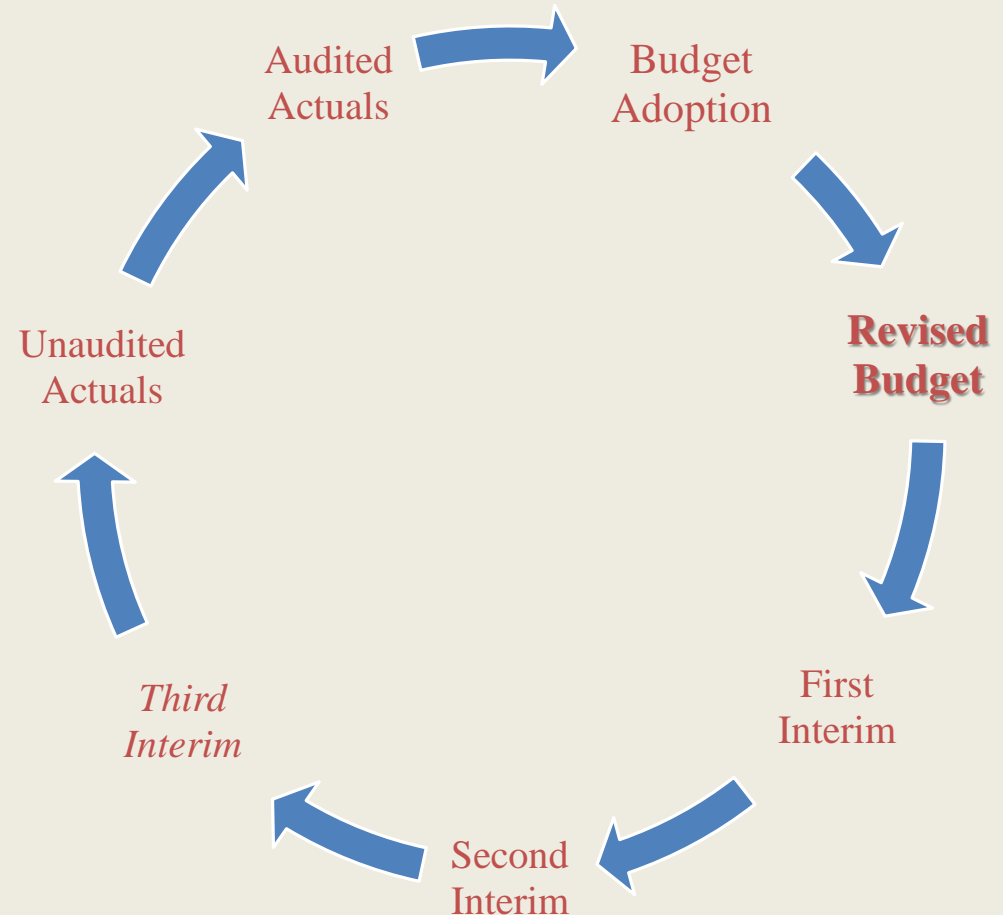 Audited
Actuals
Budget
Adoption
Revised
Budget
First
Interim
Second
Interim
Third
Interim
Unaudited
Actuals